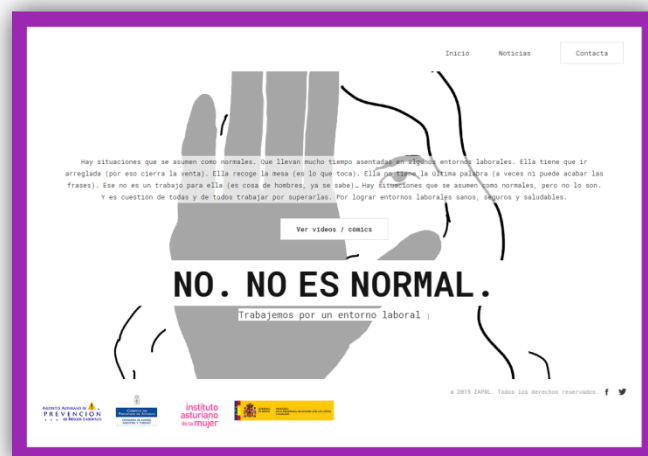 Inicio Noticias Contacta
Hay situaciones que se asumen como normales. Que llevan mucho tiempo asentadas en algunos entornos laborales. Ella tiene que ir
arreglada (por eso cierra la venta). Ella recoge la mesa (es lo que toca). Ella no tiene la última palabra (a veces ni puede acabar las
frases). Ese no es un trabajo para ella (es cosa de hombres, ya se sabe)… Hay situaciones que se asumen como normales, pero no lo son.
Y es cuestión de todas y de todos trabajar por superarlas. Por lograr entornos laborales sanos, seguros y saludables.
Ver vídeos / cómics
NO. NO ES NORMAL.
Trabajemos por un entorno laboral |
© 2019 IAPRL. Todos los derechos reservados.
INSTITUTO ASTURIANO DE
PREVENCIÓN
DE RIESGOS LABORALES
instituto
asturiano
de la mujer